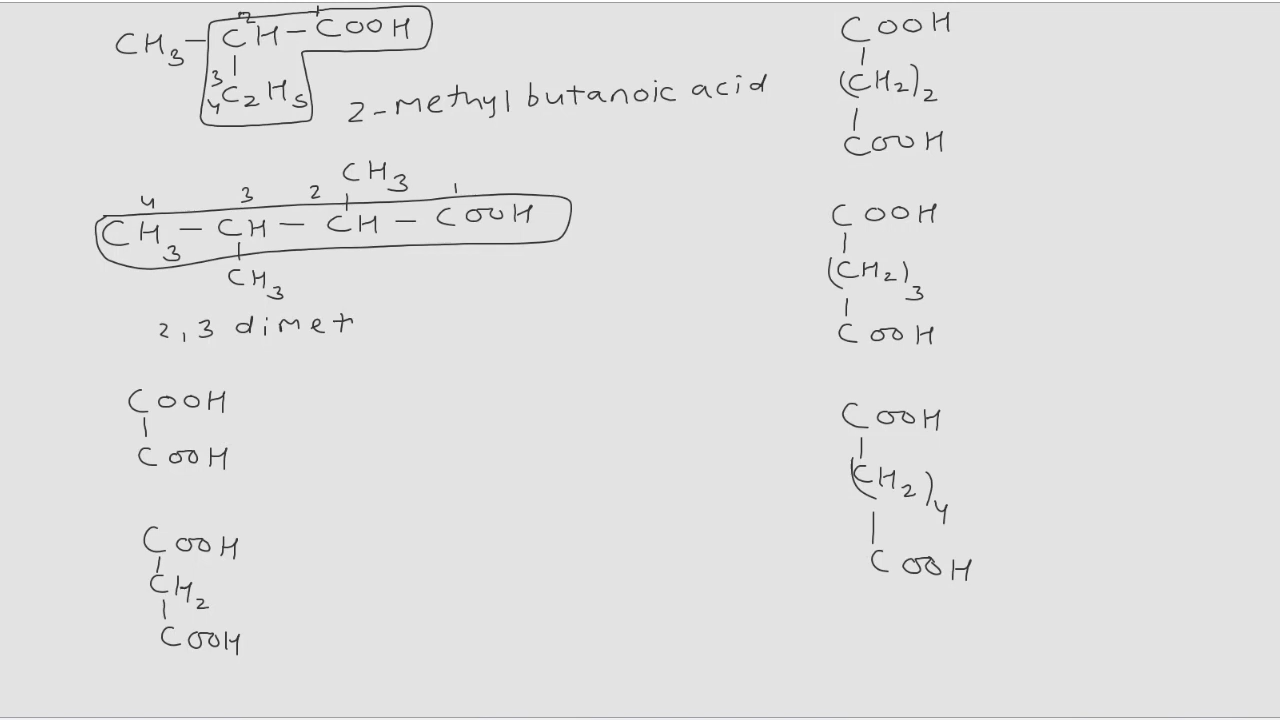 2 1
CH3 – CH – COOH
|
3
4 C2H5
2 - methyl butanoic acid
CH3
4 3 2 | 1
CH3 – CH – CH – COOH
|
CH3
2,3 dimet
COOH
|
COOH
COOH
|
CH2
|
COOH
COOH
|
(CH2)2
|
COOH
COOH
|
(CH2)3
|
COOH
COOH
|
(CH2)4
|
COOH